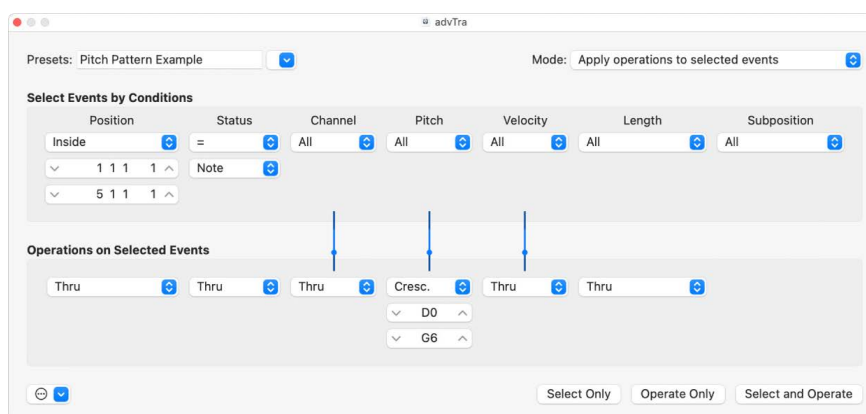 advTra
Presets: Pitch Pattern Example Mode: Apply operations to selected events
Select Events by Conditions
Position Status Channel Pitch Velocity Length Subposition
Inside = All All All All All
1 1 1 1 Note
5 1 1 1
Operations on Selected Events
Thru Thru Thru Cresc. Thru Thru
D0
G6
Select Only Operate Only Select and Operate